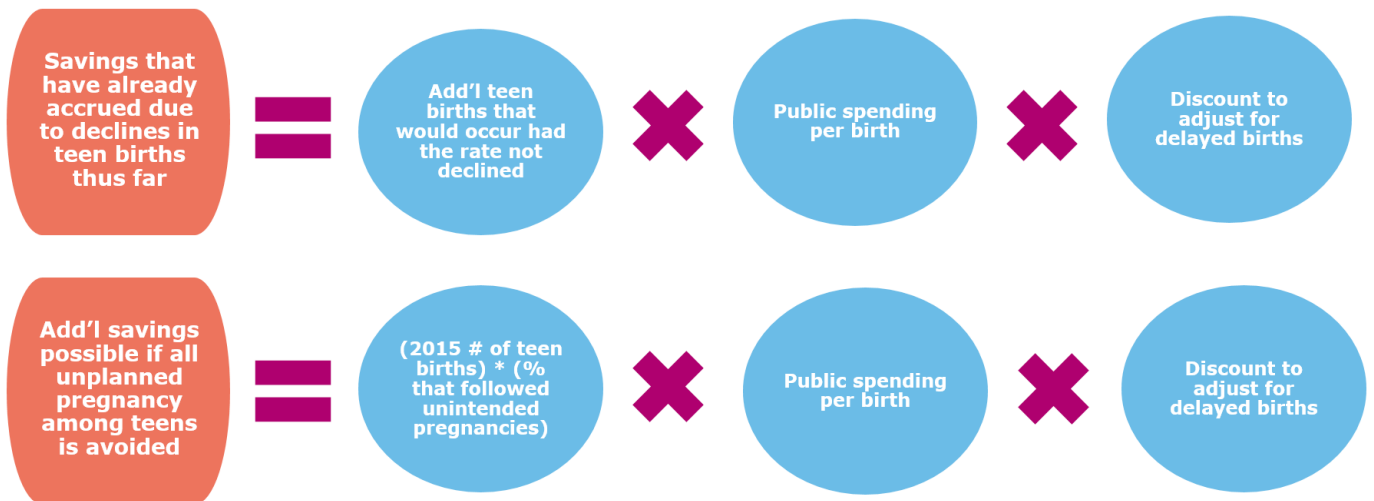 Savings that
have already
accrued due
to declines in
teen births
thus far
Add’l teen
births that
would occur had
the rate not
declined
Public spending
per birth
Discount to
adjust for
delayed births
Add’l savings
possible if all
unplanned
pregnancy
among teens
is avoided
(2015 # of teen
births) * (%
that followed
unintended
pregnancies)
Public spending
per birth
Discount to
adjust for
delayed births